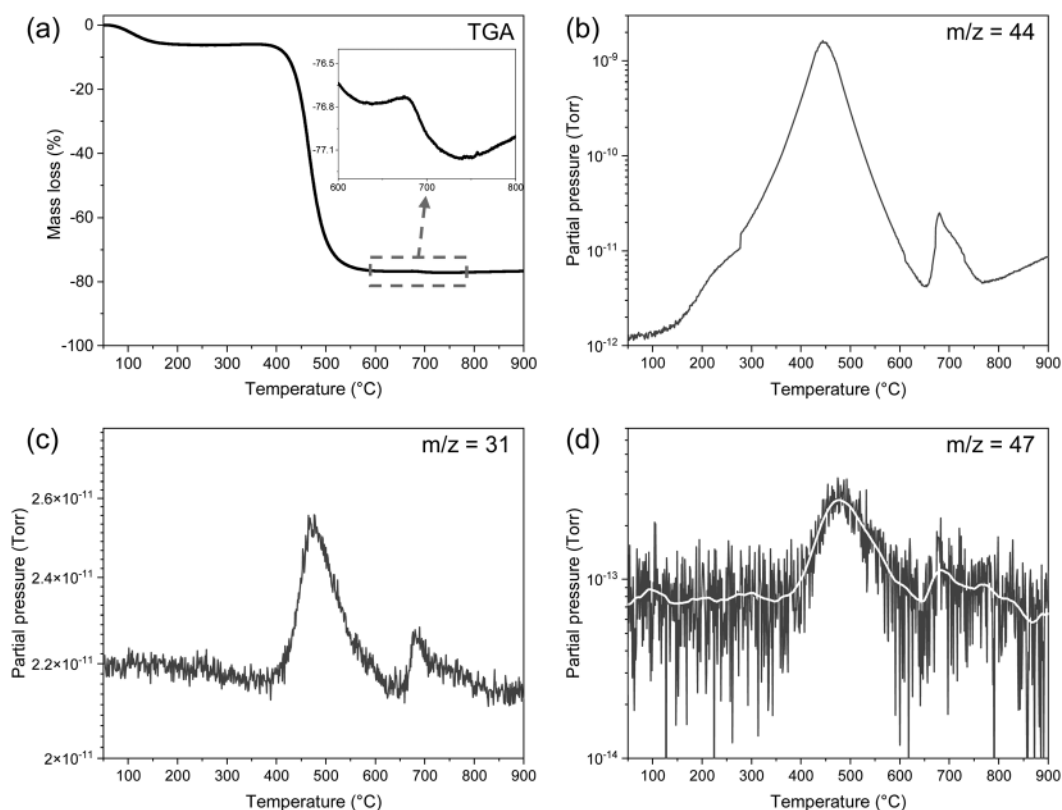 (a)
TGA
Mass loss (%)
0
-20
-40
-60
-80
-100
50 100 200 300 400 500 600 700 800 900
Temperature (°C)
-76.5
-76.8
-77.1
600 700 800
(b)
m/z = 44
Partial pressure (Torr)
10⁻⁹
10⁻¹⁰
10⁻¹¹
10⁻¹²
100 200 300 400 500 600 700 800 900
Temperature (°C)
(c)
m/z = 31
Partial pressure (Torr)
2.6×10⁻¹¹
2.4×10⁻¹¹
2.2×10⁻¹¹
2×10⁻¹¹
100 200 300 400 500 600 700 800 900
Temperature (°C)
(d)
m/z = 47
Partial pressure (Torr)
10⁻¹³
10⁻¹⁴
100 200 300 400 500 600 700 800 900
Temperature (°C)